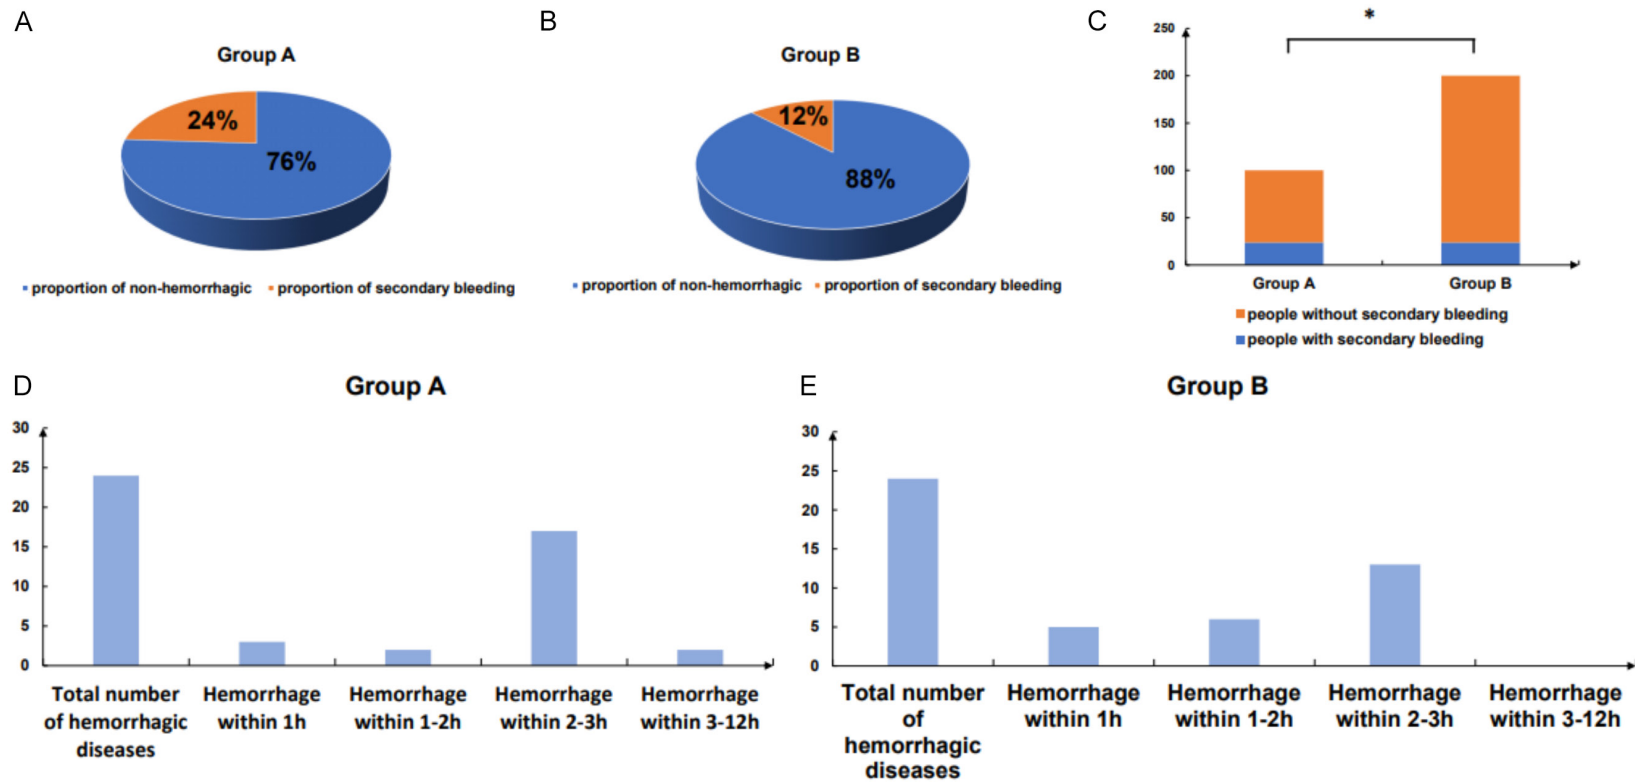 A
Group A
24%
76%
proportion of non-hemorrhagic proportion of secondary bleeding
B
Group B
12%
88%
proportion of non-hemorrhagic proportion of secondary bleeding
C
*
250
200
150
100
50
0
Group A Group B
people without secondary bleeding
people with secondary bleeding
D
Group A
30
25
20
15
10
5
0
Total number
of hemorrhagic
diseases
Hemorrhage
within 1h
Hemorrhage
within 1-2h
Hemorrhage
within 2-3h
Hemorrhage
within 3-12h
E
Group B
30
25
20
15
10
5
0
Total number
of
hemorrhagic
diseases
Hemorrhage
within 1h
Hemorrhage
within 1-2h
Hemorrhage
within 2-3h
Hemorrhage
within 3-12h